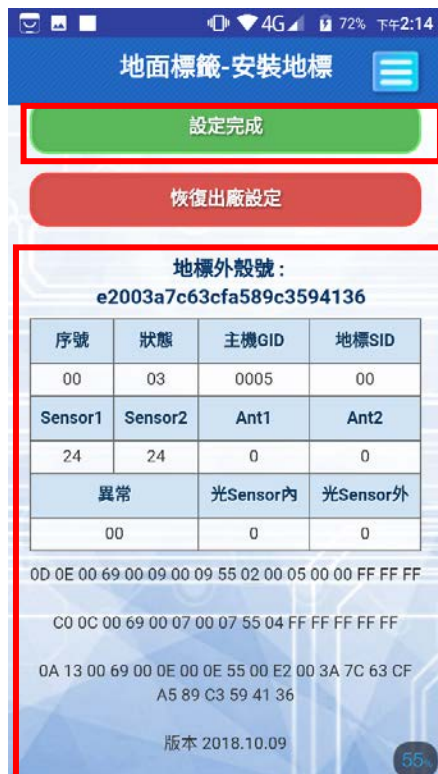 4G 72% 下午2:14
地面標籤-安裝地標
設定完成
恢復出廠設定
地標外殼號 :
e2003a7c63cfa589c3594136
序號 狀態 主機GID 地標SID
00 03 0005 00
Sensor1 Sensor2 Ant1 Ant2
24 24 0 0
異常 光Sensor內 光Sensor外
00 0 0
0D 0E 00 69 00 09 00 09 55 02 00 05 00 00 FF FF FF
C0 0C 00 69 00 07 00 07 55 04 FF FF FF FF FF
0A 13 00 69 00 0E 00 0E 55 00 E2 00 3A 7C 63 CF
A5 89 C3 59 41 36
版本 2018.10.09
55%